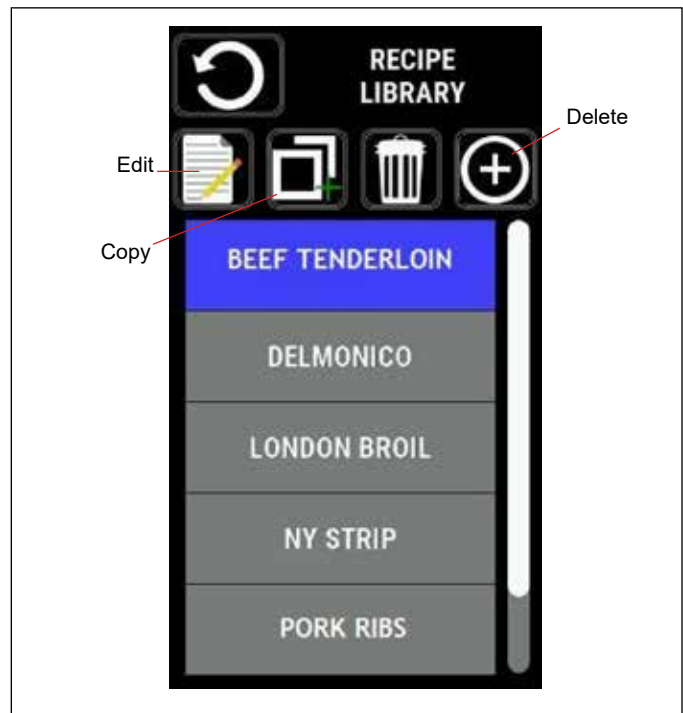 RECIPE
LIBRARY
Delete
Edit
Copy
BEEF TENDERLOIN
DELMONICO
LONDON BROIL
NY STRIP
PORK RIBS